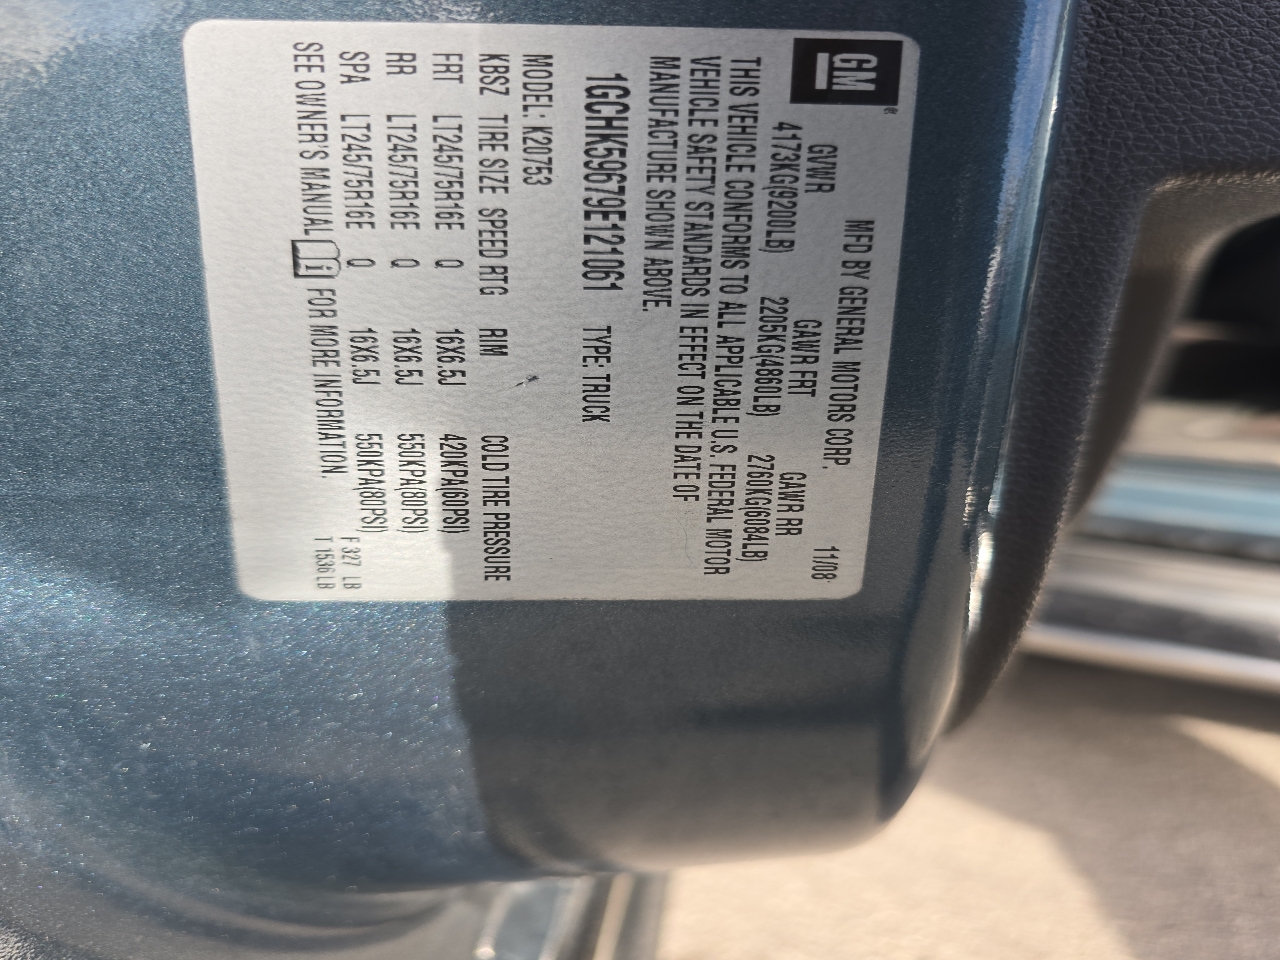 GM
MFD BY GENERAL MOTORS CORP. 11/08
GVWR GAWR FRT GAWR RR
4173KG(9200LB) 2205KG(4860LB) 2760KG(6084LB)
THIS VEHICLE CONFORMS TO ALL APPLICABLE U.S. FEDERAL MOTOR
VEHICLE SAFETY STANDARDS IN EFFECT ON THE DATE OF
MANUFACTURE SHOWN ABOVE.
1GCHK59679E121061 TYPE: TRUCK
MODEL: K20753
KBSZ TIRE SIZE SPEED RTG RIM COLD TIRE PRESSURE
FRT LT245/75R16E Q 16X6.5J 420KPA(60PSI)
RR LT245/75R16E Q 16X6.5J 550KPA(80PSI)
SPA LT245/75R16E Q 16X6.5J 550KPA(80PSI)
SEE OWNER'S MANUAL i FOR MORE INFORMATION.
F 327 LB
T 1536 LB